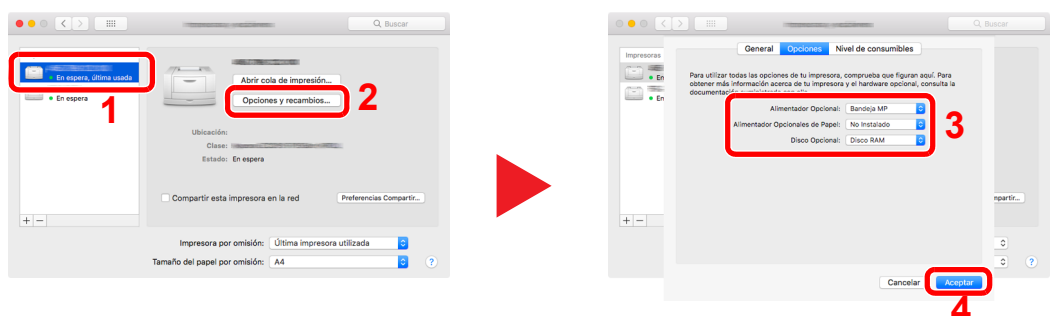 Buscar
En espera, última usada
En espera
1
Abrir cola de impresión...
Opciones y recambios...
2
Ubicación:
Clase:
Estado: En espera
Compartir esta impresora en la red
Preferencias Compartir...
+ −
Impresora por omisión: Última impresora utilizada
Tamaño del papel por omisión: A4
?
Buscar
Impresoras
En
En
General Opciones Nivel de consumibles
Para utilizar todas las opciones de tu impresora, comprueba que figuran aquí. Para
obtener más información acerca de tu impresora y el hardware opcional, consulta la
Alimentador Opcional: Bandeja MP
Alimentador Opcionales de Papel: No Instalado
Disco Opcional: Disco RAM
3
mpartir...
+ −
?
Cancelar Aceptar
4